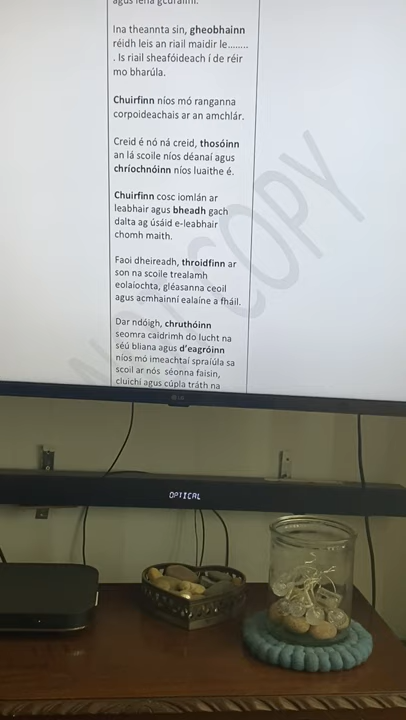 agus lena gcúraimí.
Ina theannta sin, gheobhainn
réidh leis an riail maidir le........
. Is riail sheafóideach í de réir
mo bharúla.
Chuirfinn níos mó ranganna
corpoideachais ar an amchlár.
Creid é nó ná creid, thosóinn
an lá scoile níos déanaí agus
chríochnóinn níos luaithe é.
Chuirfinn cosc iomlán ar
leabhair agus bheadh gach
dalta ag úsáid e-leabhair
chomh maith.
Faoi dheireadh, throidfinn ar
son na scoile trealamh
eolaíochta, gléasanna ceoil
agus acmhainní ealaíne a fháil.
Dar ndóigh, chruthóinn
seomra caidrimh do lucht na
séú bliana agus d'eagróinn
níos mó imeachtaí spraíúla sa
scoil ar nós séonna faisin,
cluichí agus cúpla tráth na
COPY
LG
OPTICAL